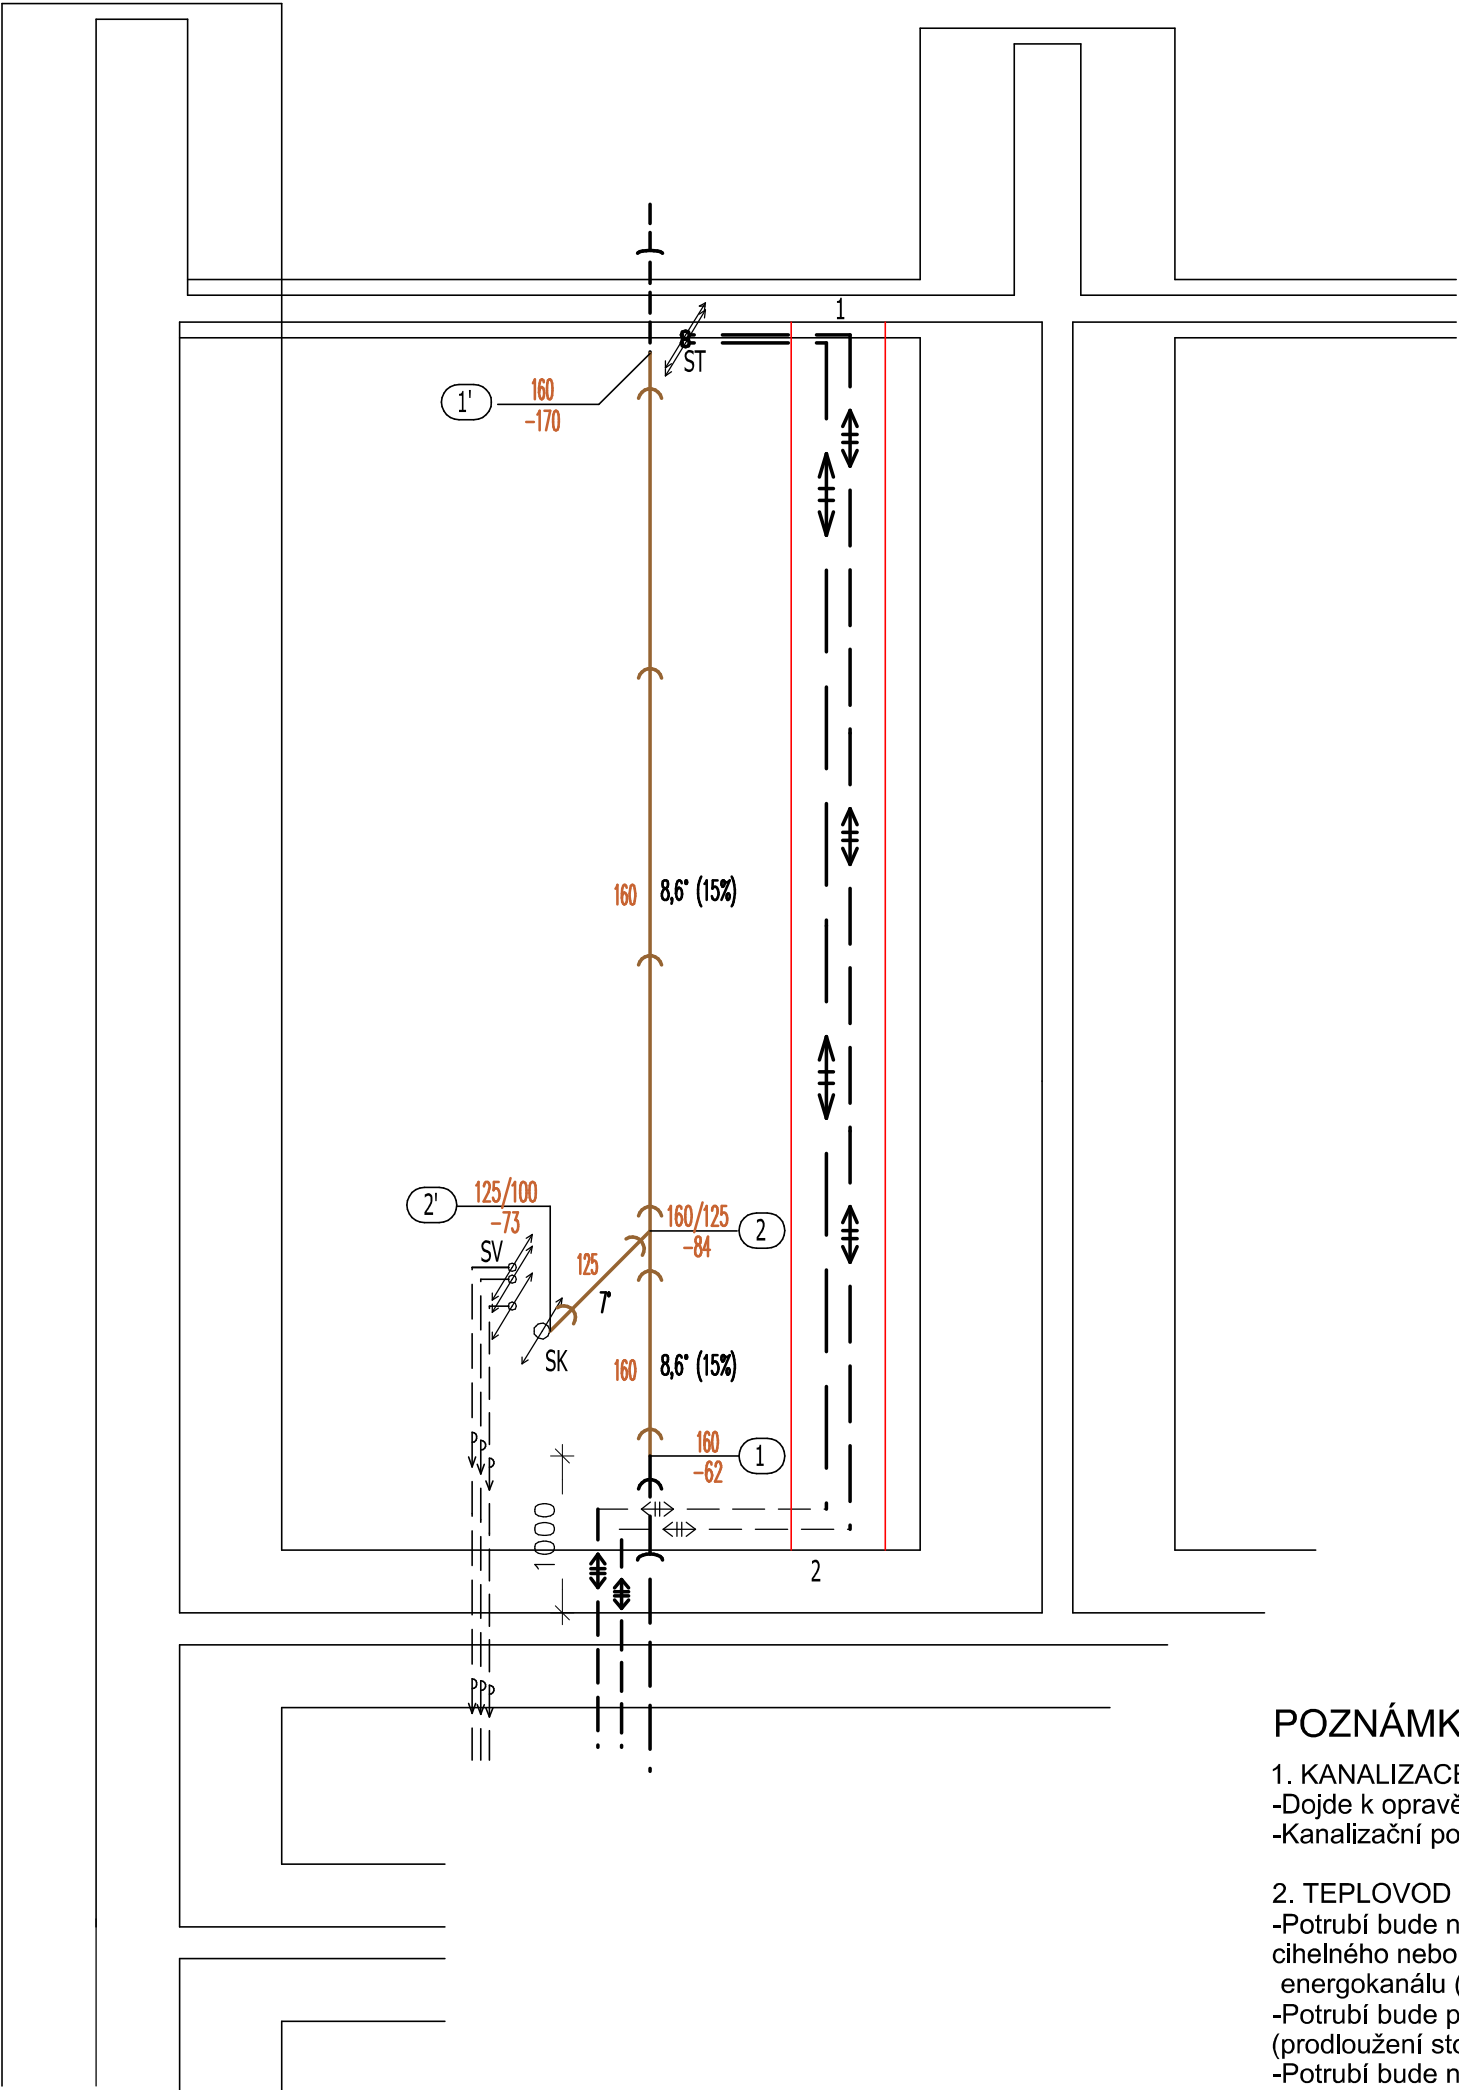 1
ST
1'
160
-170
160
8,6° (15%)
2'
125/100
-73
160/125
-84
2
SV
125
7°
SK
160
8,6° (15%)
160
-62
1
1000
2
P P P
P P P
POZNÁMK
1. KANALIZACE
-Dojde k opravě
-Kanalizační po
2. TEPLOVOD
-Potrubí bude n
cihelného nebo
energokanálu (
-Potrubí bude p
(prodloužení sto
-Potrubí bude n